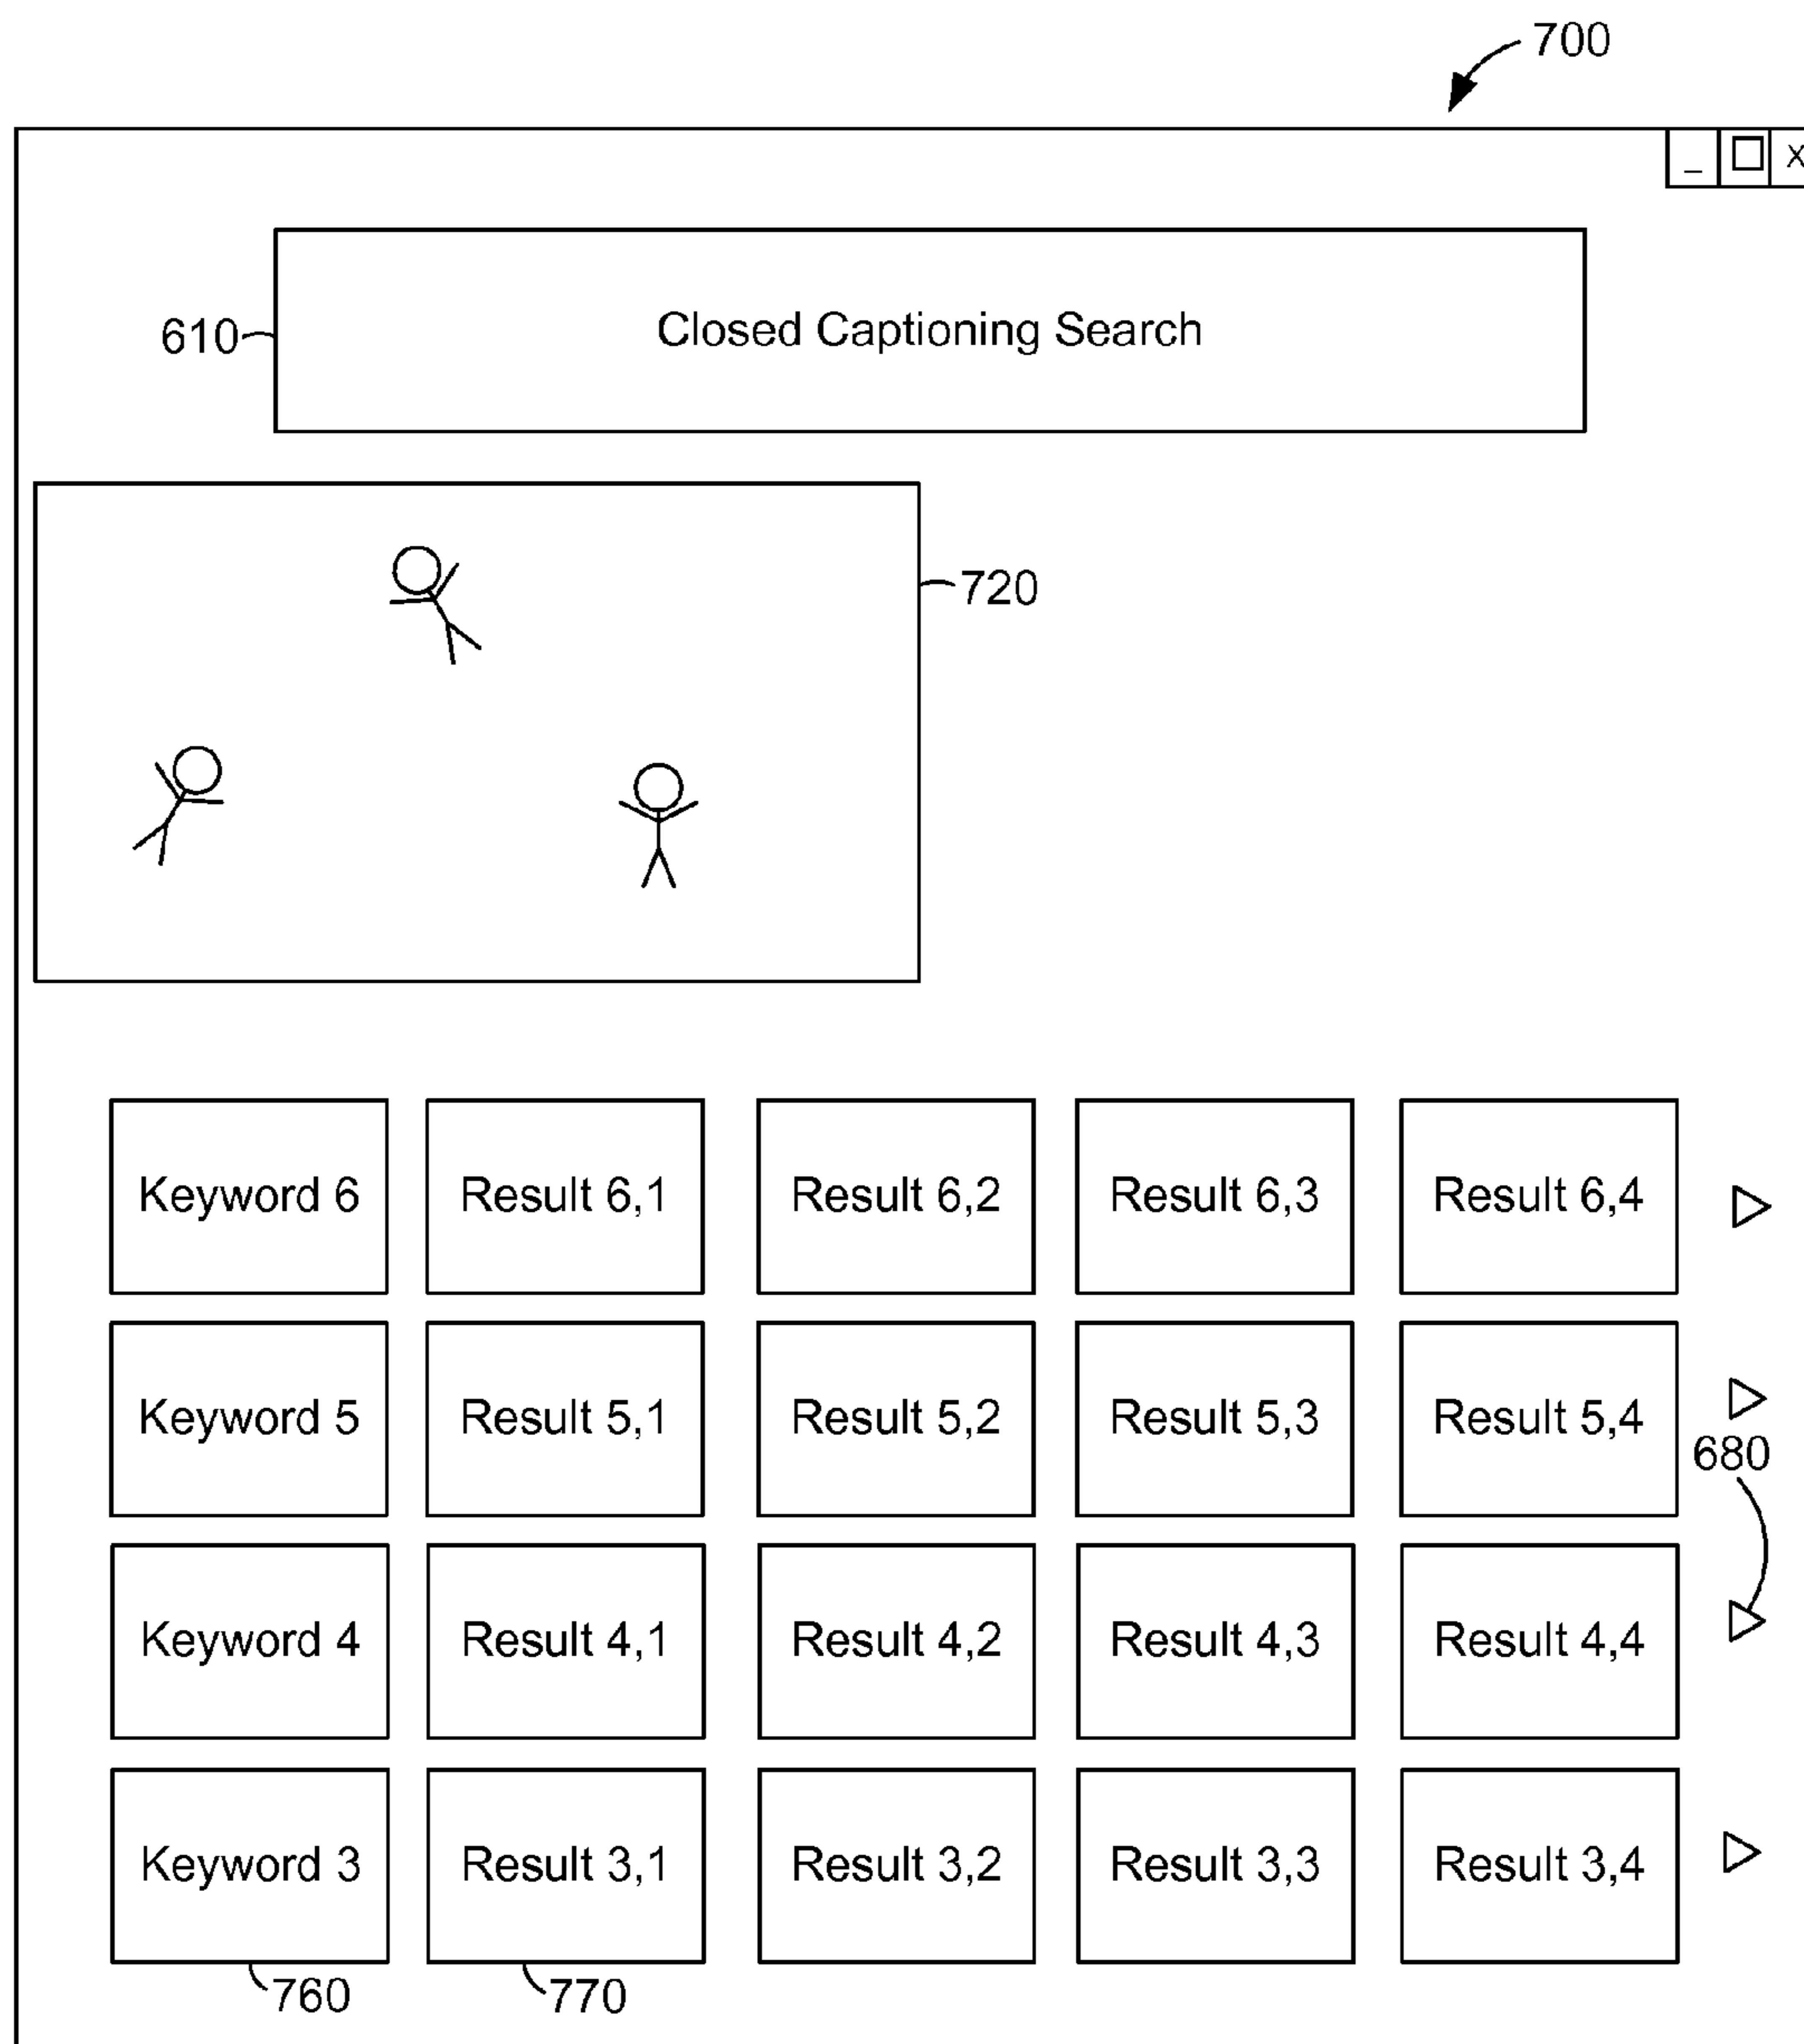 700
_ X
610
Closed Captioning Search
720
Keyword 6 Result 6,1 Result 6,2 Result 6,3 Result 6,4
Keyword 5 Result 5,1 Result 5,2 Result 5,3 Result 5,4
680
Keyword 4 Result 4,1 Result 4,2 Result 4,3 Result 4,4
Keyword 3 Result 3,1 Result 3,2 Result 3,3 Result 3,4
760 770